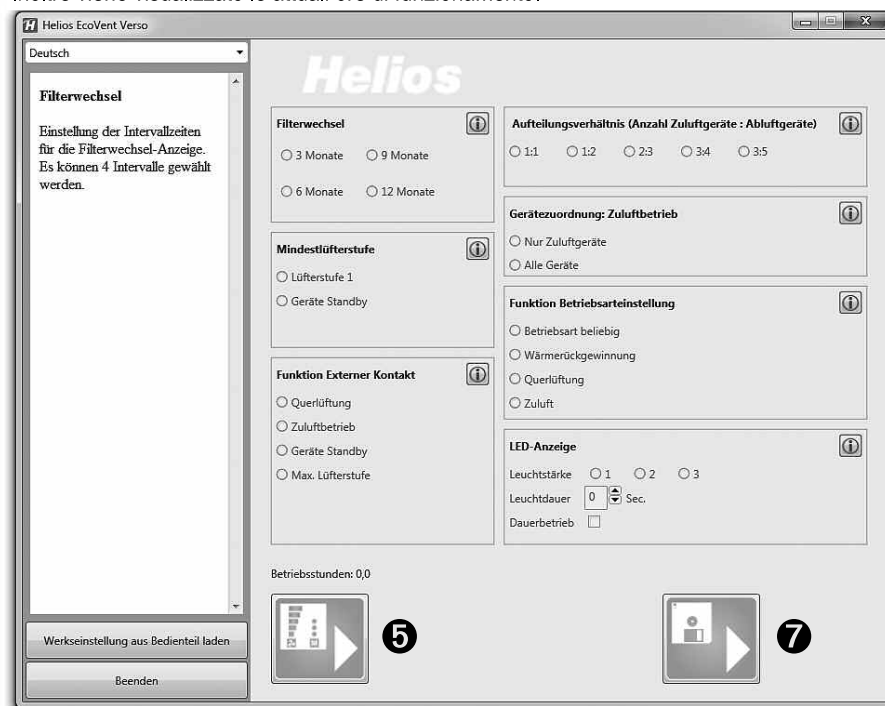 Helios EcoVent Verso
Deutsch
Filterwechsel
Einstellung der Intervallzeiten
für die Filterwechsel-Anzeige.
Es können 4 Intervalle gewählt
werden.
Werkseinstellung aus Bedienteil laden
Beenden
Helios
Filterwechsel
3 Monate 9 Monate
6 Monate 12 Monate
Mindestlüfterstufe
Lüfterstufe 1
Geräte Standby
Funktion Externer Kontakt
Querlüftung
Zuluftbetrieb
Geräte Standby
Max. Lüfterstufe
Aufteilungsverhältnis (Anzahl Zuluftgeräte : Abluftgeräte)
1:1 1:2 2:3 3:4 3:5
Gerätezuordnung: Zuluftbetrieb
Nur Zuluftgeräte
Alle Geräte
Funktion Betriebsarteinstellung
Betriebsart beliebig
Wärmerückgewinnung
Querlüftung
Zuluft
LED-Anzeige
Leuchtstärke 1 2 3
Leuchtdauer 0 Sec.
Dauerbetrieb
Betriebsstunden: 0,0
5 7